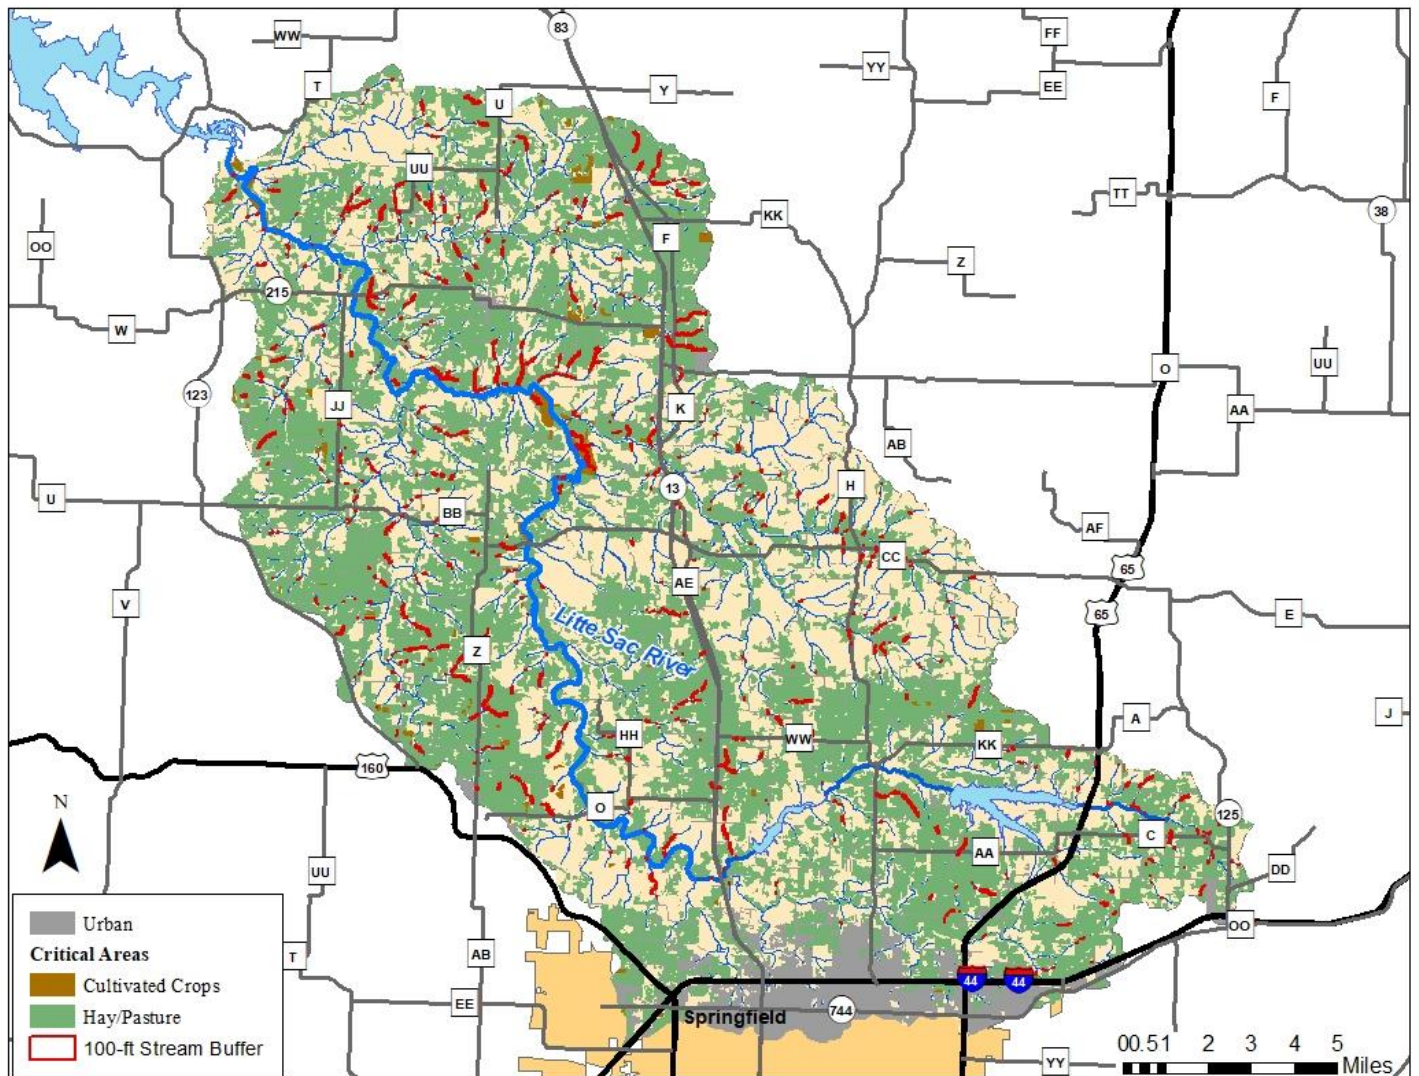 83
WW
FF
T
YY
EE
Y
F
U
UU
TT
38
KK
OO
F
Z
215
W
O
UU
123
JJ
K
AA
AB
13
H
U
BB
AF
CC
65
AE
V
65
E
Litte Sac River
Z
J
A
HH
WW
KK
160
O
125
C
AA
DD
UU
OO
AB
T
44
44
EE
744
Springfield
YY
N
Urban
Critical Areas
Cultivated Crops
Hay/Pasture
100-ft Stream Buffer
00.51 2 3 4 5
Miles